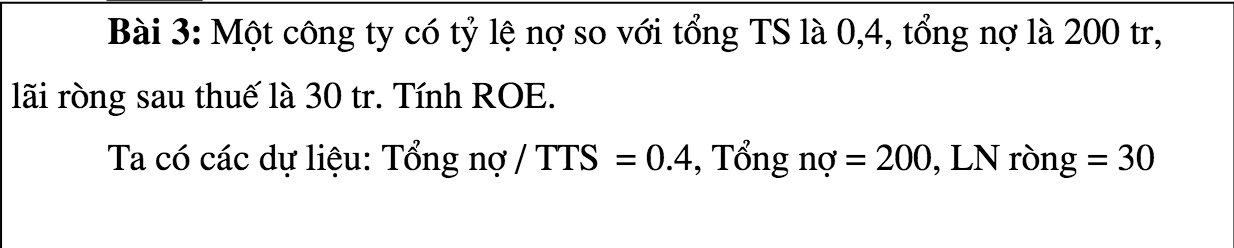 Bài 3: Một công ty có tỷ lệ nợ so với tổng TS là 0,4, tổng nợ là 200 tr,
lãi ròng sau thuế là 30 tr. Tính ROE.
Ta có các dự liệu: Tổng nợ / TTS = 0.4, Tổng nợ = 200, LN ròng = 30